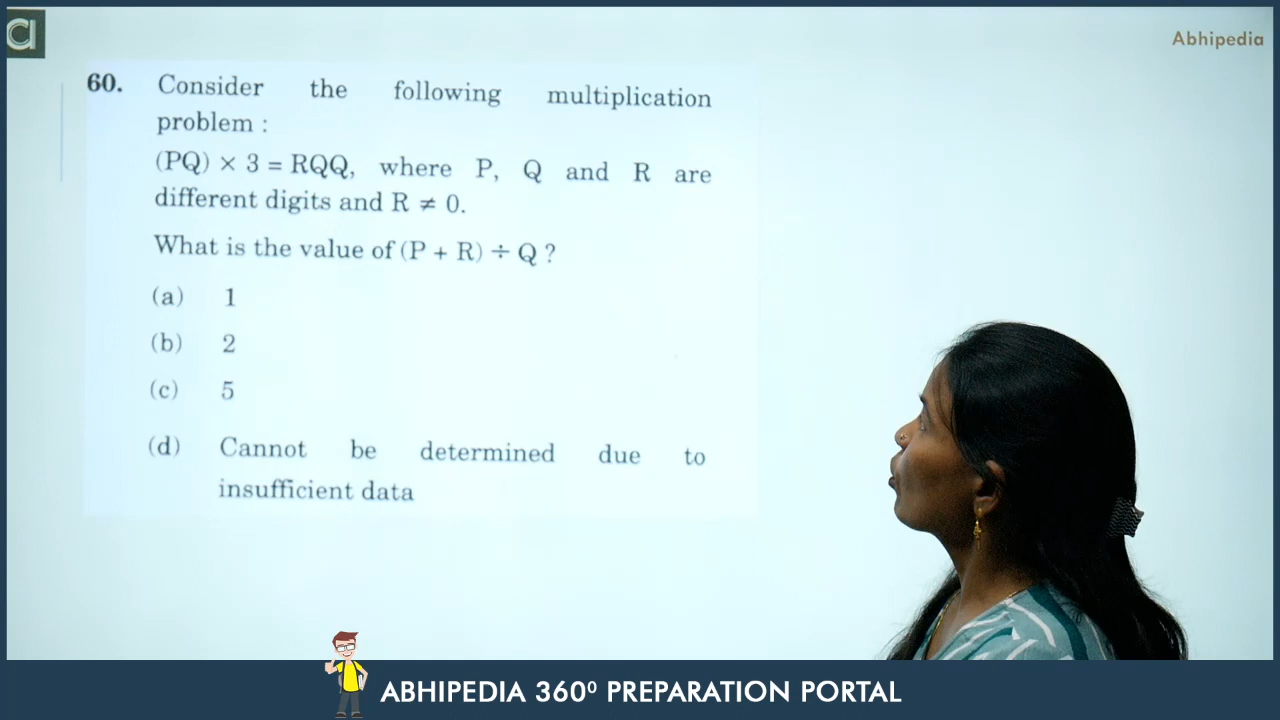 a
Abhipedia
60. Consider the following multiplication
problem :
(PQ) × 3 = RQQ, where P, Q and R are
different digits and R ≠ 0.
What is the value of (P + R) ÷ Q ?
(a) 1
(b) 2
(c) 5
(d) Cannot be determined due to
insufficient data
ABHIPEDIA 360⁰ PREPARATION PORTAL